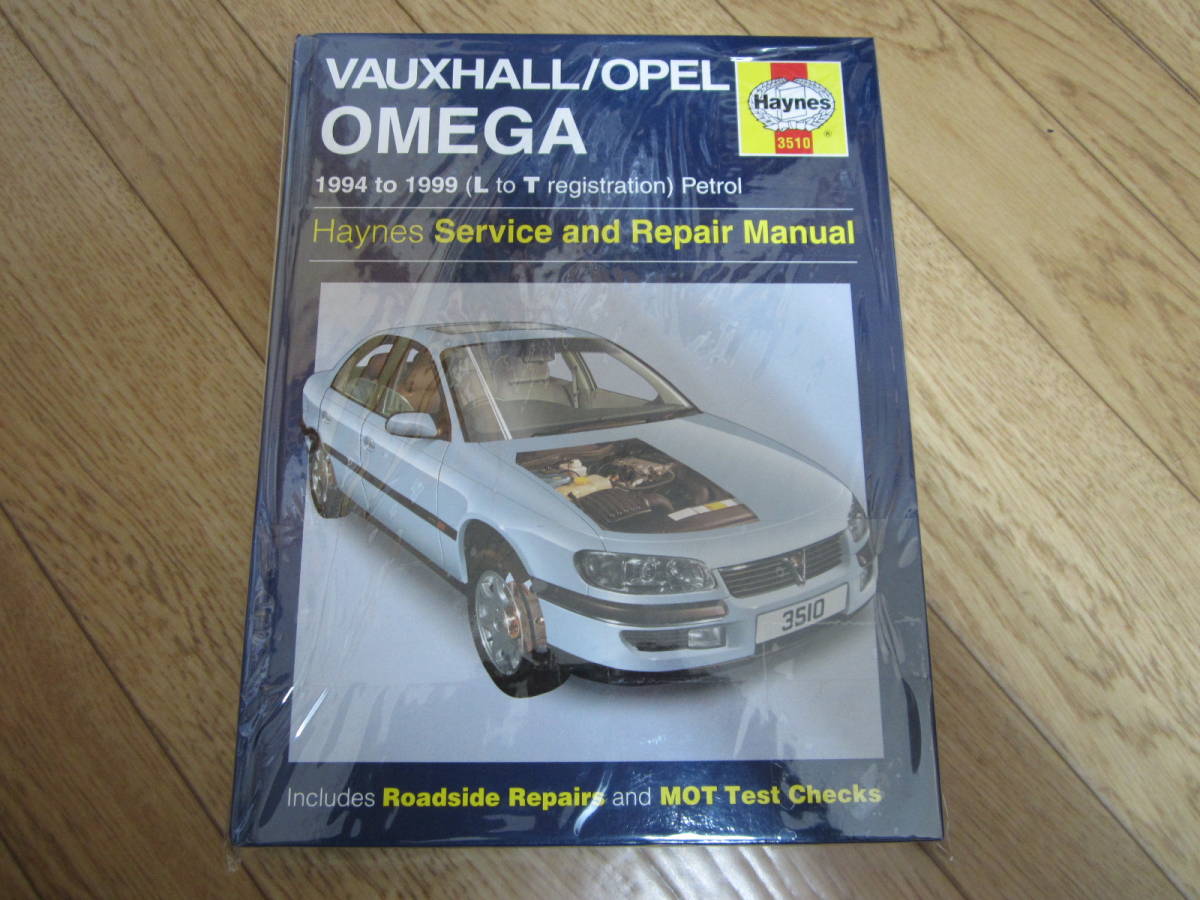 VAUXHALL/OPEL
OMEGA
Haynes
®
3510
1994 to 1999 (L to T registration) Petrol
Haynes Service and Repair Manual
3510
Includes Roadside Repairs and MOT Test Checks